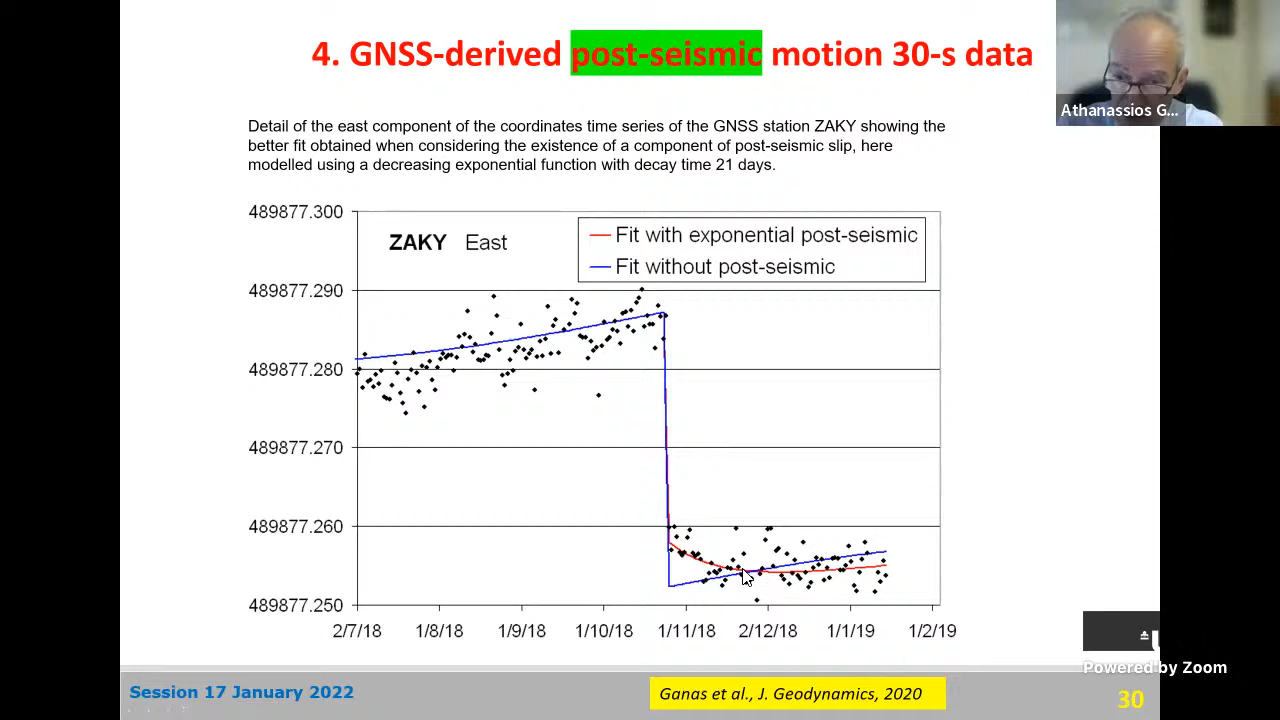 4. GNSS-derived post-seismic motion 30-s data
Athanassios G...
Detail of the east component of the coordinates time series of the GNSS station ZAKY showing the
better fit obtained when considering the existence of a component of post-seismic slip, here
modelled using a decreasing exponential function with decay time 21 days.
489877.300
ZAKY East
Fit with exponential post-seismic
Fit without post-seismic
489877.290
489877.280
489877.270
489877.260
489877.250
2/7/18 1/8/18 1/9/18 1/10/18 1/11/18 2/12/18 1/1/19 1/2/19
Powered by Zoom
Session 17 January 2022
Ganas et al., J. Geodynamics, 2020
30